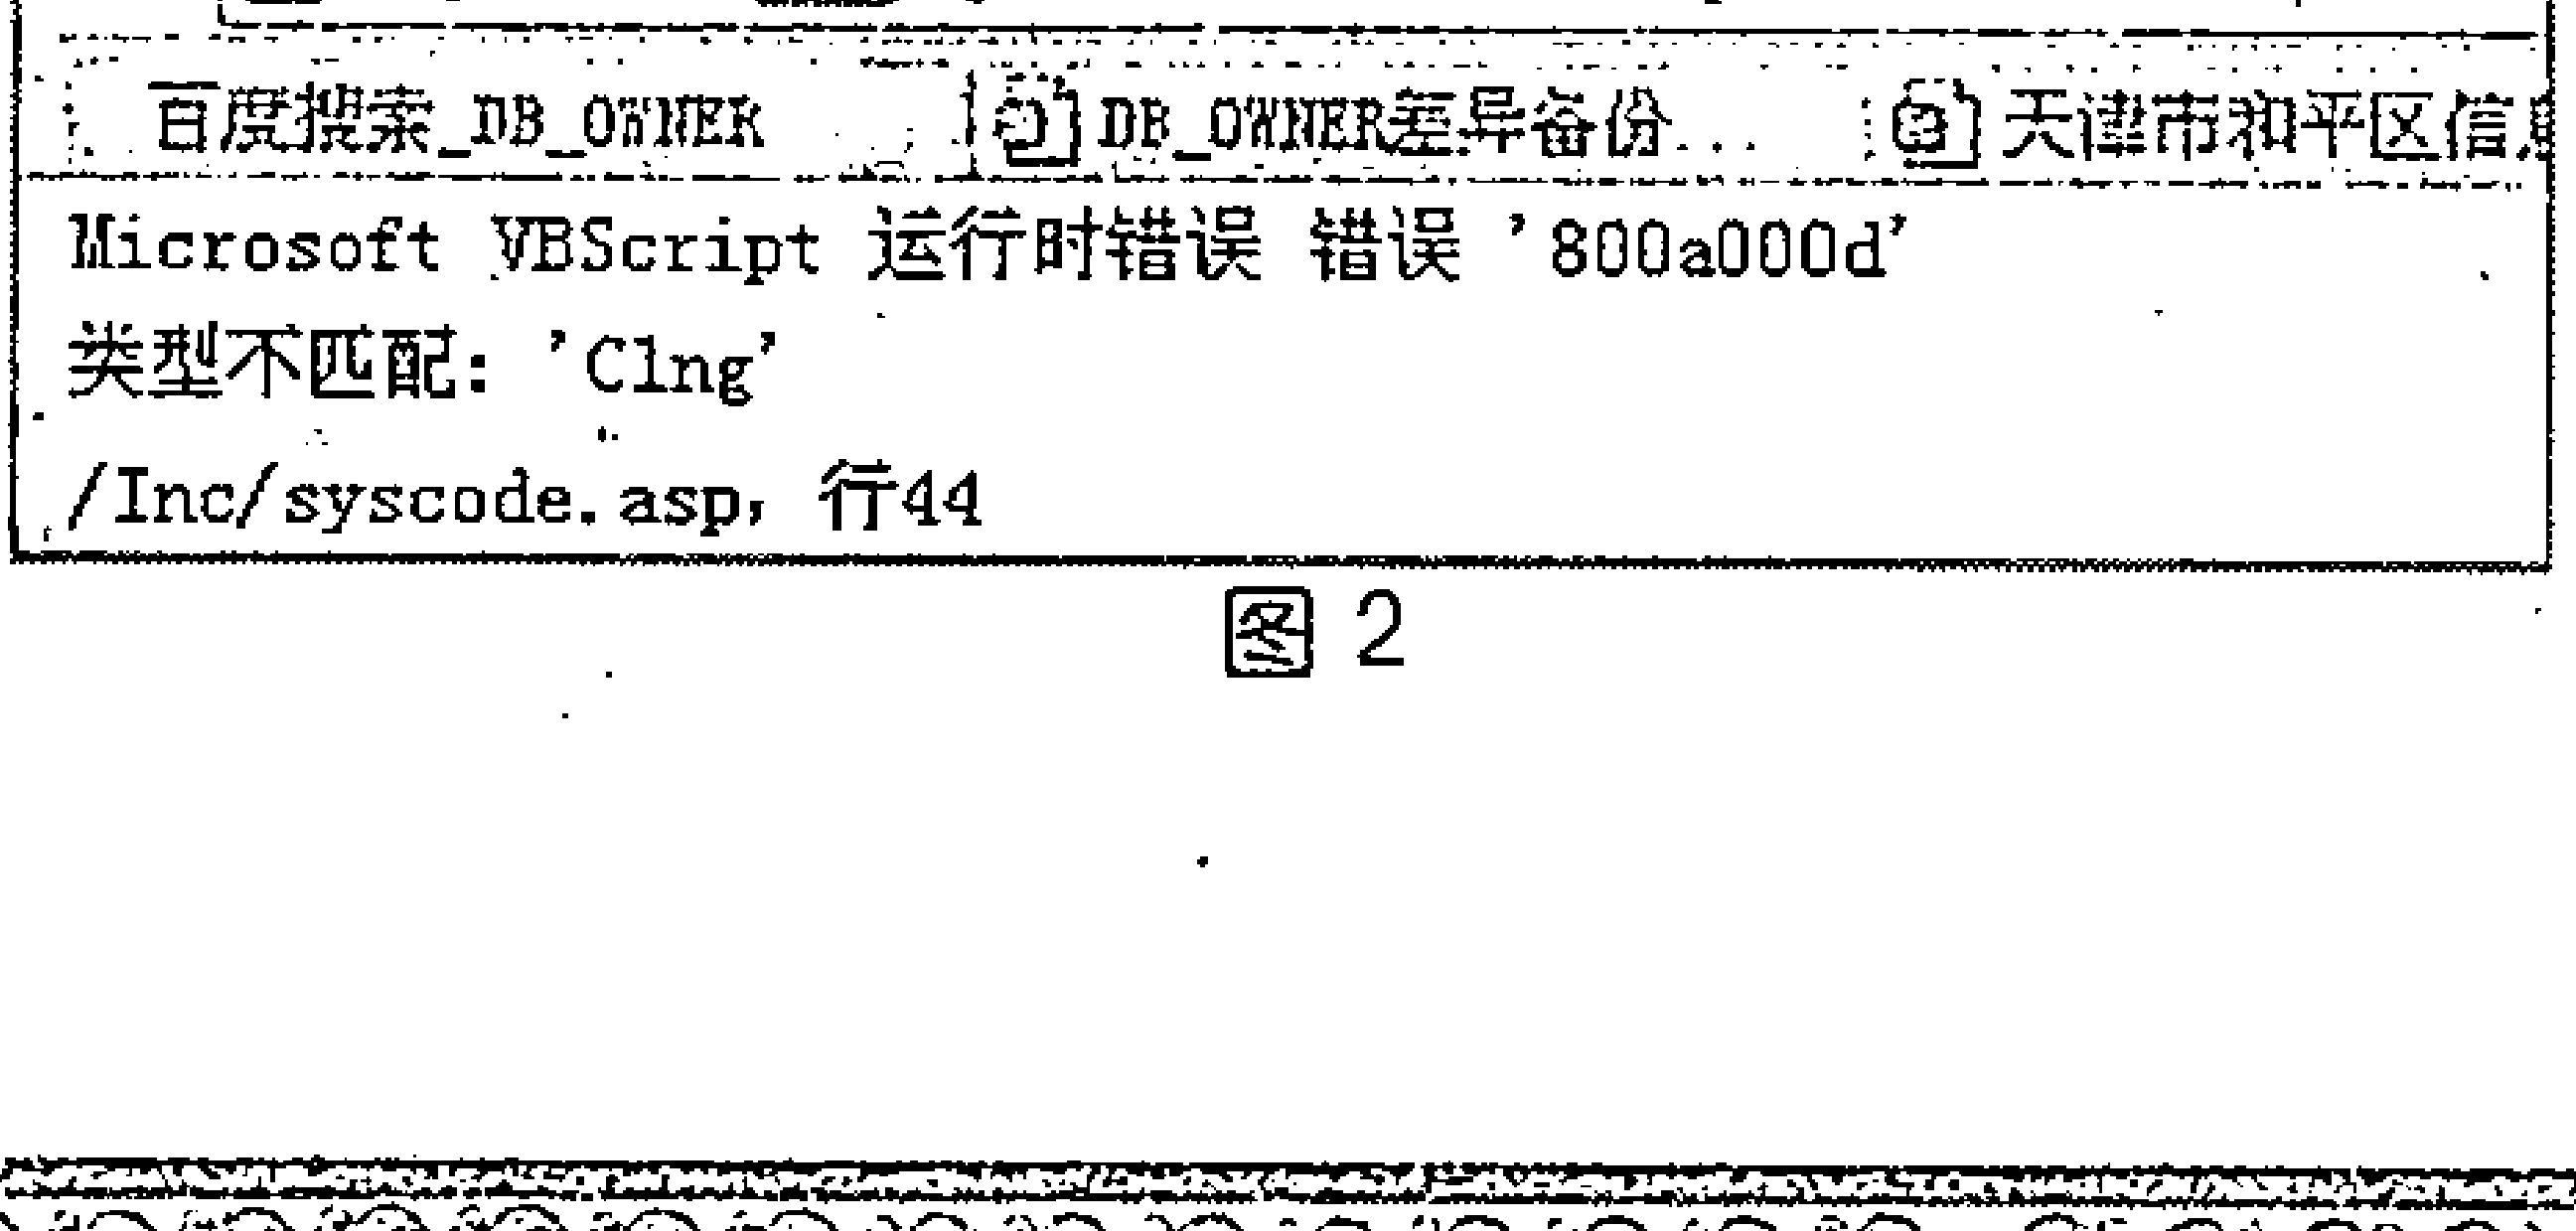 百度搜索_DB_OWNER DB_OWNER差异备份... 天津市和平区信息
Microsoft VBScript 运行时错误 错误 '800a000d'
类型不匹配: 'Clng'
/Inc/syscode.asp, 行44
图 2